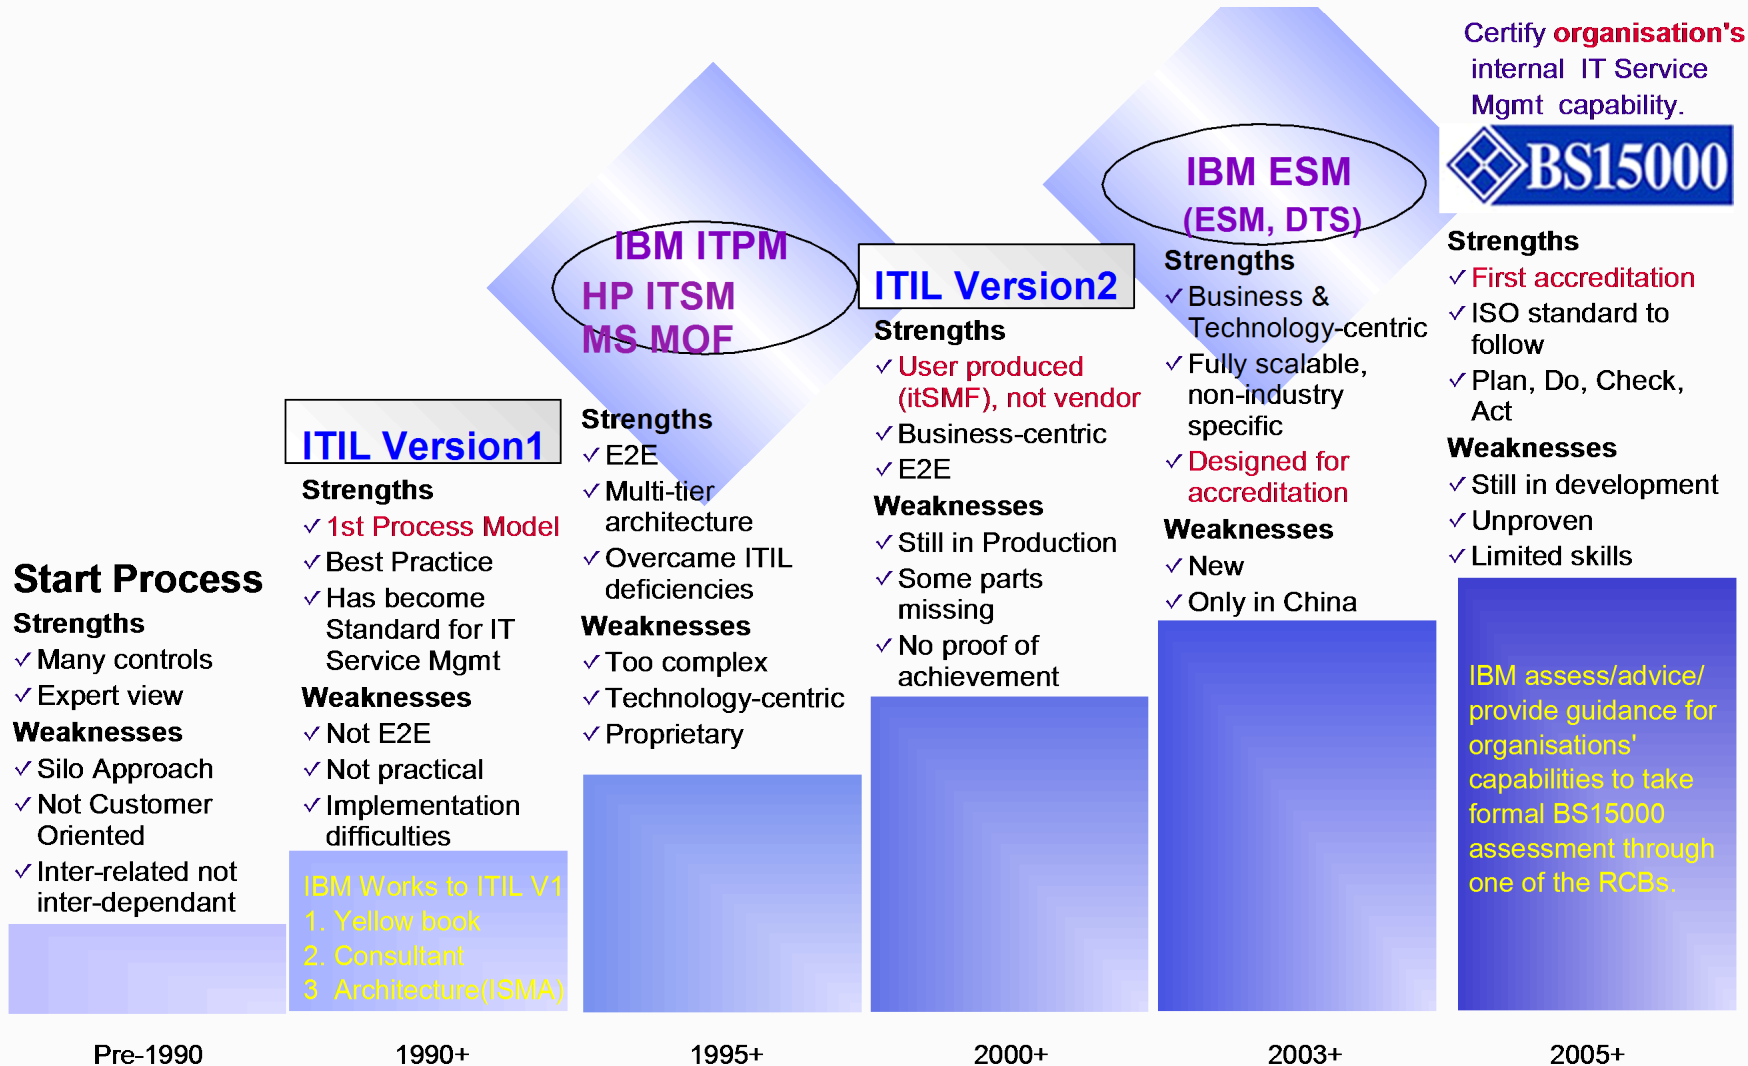 Start Process
Strengths
✓ Many controls
✓ Expert view
Weaknesses
✓ Silo Approach
✓ Not Customer
Oriented
✓ Inter-related not
inter-dependant
Pre-1990
ITIL Version1
Strengths
✓ 1st Process Model
✓ Best Practice
✓ Has become
Standard for IT
Service Mgmt
Weaknesses
✓ Not E2E
✓ Not practical
✓ Implementation
difficulties
IBM Works to ITIL V1
1. Yellow book
2. Consultant
3 Architecture(ISMA)
1990+
IBM ITPM
HP ITSM
MS MOF
Strengths
✓ E2E
✓ Multi-tier
architecture
✓ Overcame ITIL
deficiencies
Weaknesses
✓ Too complex
✓ Technology-centric
✓ Proprietary
1995+
ITIL Version2
Strengths
✓ User produced
(itSMF), not vendor
✓ Business-centric
✓ E2E
Weaknesses
✓ Still in Production
✓ Some parts
missing
✓ No proof of
achievement
2000+
IBM ESM
(ESM, DTS)
Strengths
✓ Business &
Technology-centric
✓ Fully scalable,
non-industry
specific
✓ Designed for
accreditation
Weaknesses
✓ New
✓ Only in China
2003+
Certify organisation's
internal IT Service
Mgmt capability.
BS15000
Strengths
✓ First accreditation
✓ ISO standard to
follow
✓ Plan, Do, Check,
Act
Weaknesses
✓ Still in development
✓ Unproven
✓ Limited skills
IBM assess/advice/
provide guidance for
organisations'
capabilities to take
formal BS15000
assessment through
one of the RCBs.
2005+